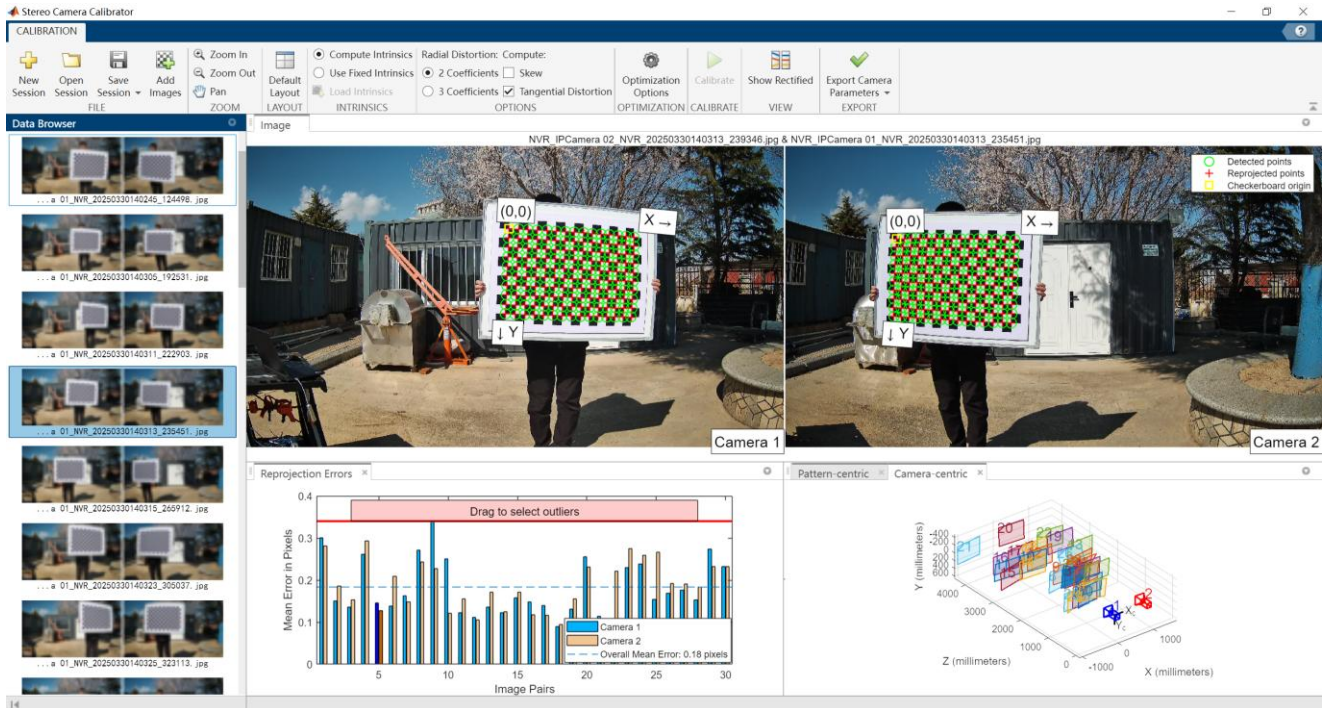 Stereo Camera Calibrator
CALIBRATION
New Session
Open Session
Save Session
Add Images
FILE
Zoom In
Zoom Out
Pan
ZOOM
Default Layout
LAYOUT
Compute Intrinsics
Use Fixed Intrinsics
Load Intrinsics
INTRINSICS
Radial Distortion: Compute:
2 Coefficients Skew
3 Coefficients Tangential Distortion
OPTIONS
Optimization Options
OPTIMIZATION
Calibrate
CALIBRATE
Show Rectified
VIEW
Export Camera Parameters
EXPORT
Data Browser
...a 01_NVR_20250330140245_124498.jpg
...a 01_NVR_20250330140305_192531.jpg
...a 01_NVR_20250330140311_222903.jpg
...a 01_NVR_20250330140313_235451.jpg
...a 01_NVR_20250330140315_265912.jpg
...a 01_NVR_20250330140323_305037.jpg
...a 01_NVR_20250330140325_323113.jpg
Image
NVR_IPCamera 02_NVR_20250330140313_239346.jpg & NVR_IPCamera 01_NVR_20250330140313_235451.jpg
(0,0)
X →
↓ Y
Camera 1
(0,0)
X →
↓ Y
Camera 2
Detected points
Reprojected points
Checkerboard origin
Reprojection Errors
Drag to select outliers
Mean Error in Pixels
0.4
0.3
0.2
0.1
0
5 10 15 20 25 30
Image Pairs
Camera 1
Camera 2
Overall Mean Error: 0.18 pixels
Pattern-centric
Camera-centric
Y (millimeters)
-400
-200
0
200
400
600
4000
3000
2000
1000
0
Z (millimeters)
-1000
0
1000
X (millimeters)
21
20
19
1
2
Xc
Yc